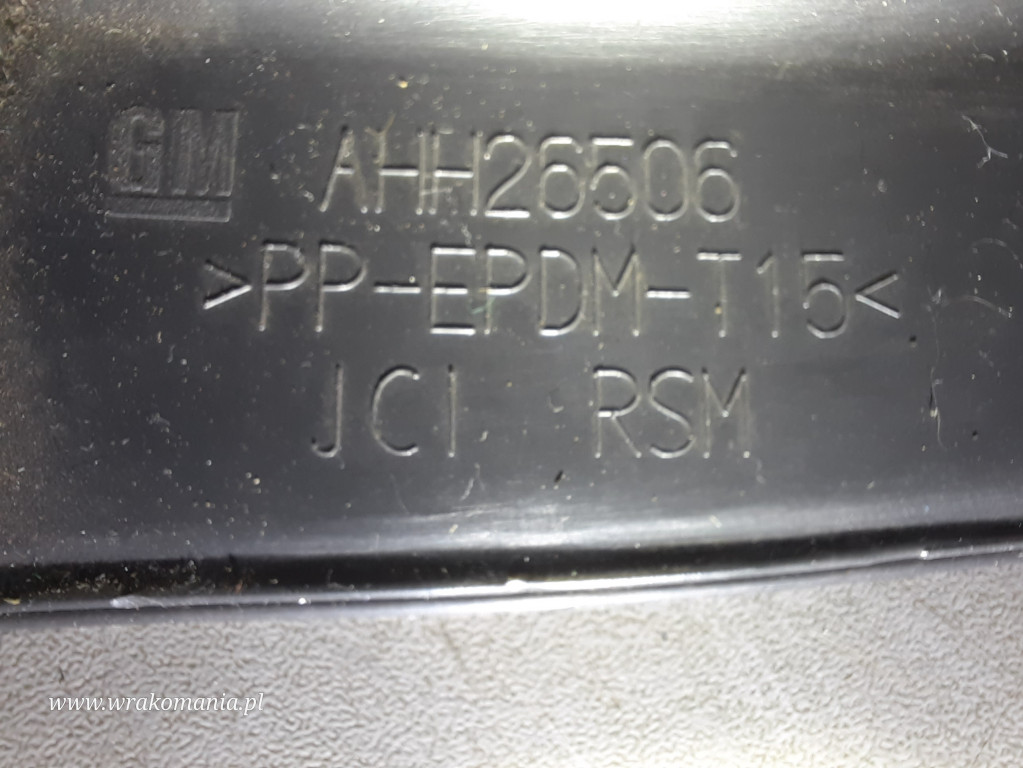 GM AHH26506
>PP-EPDM-T15<
JCI RSM
www.wrakomania.pl